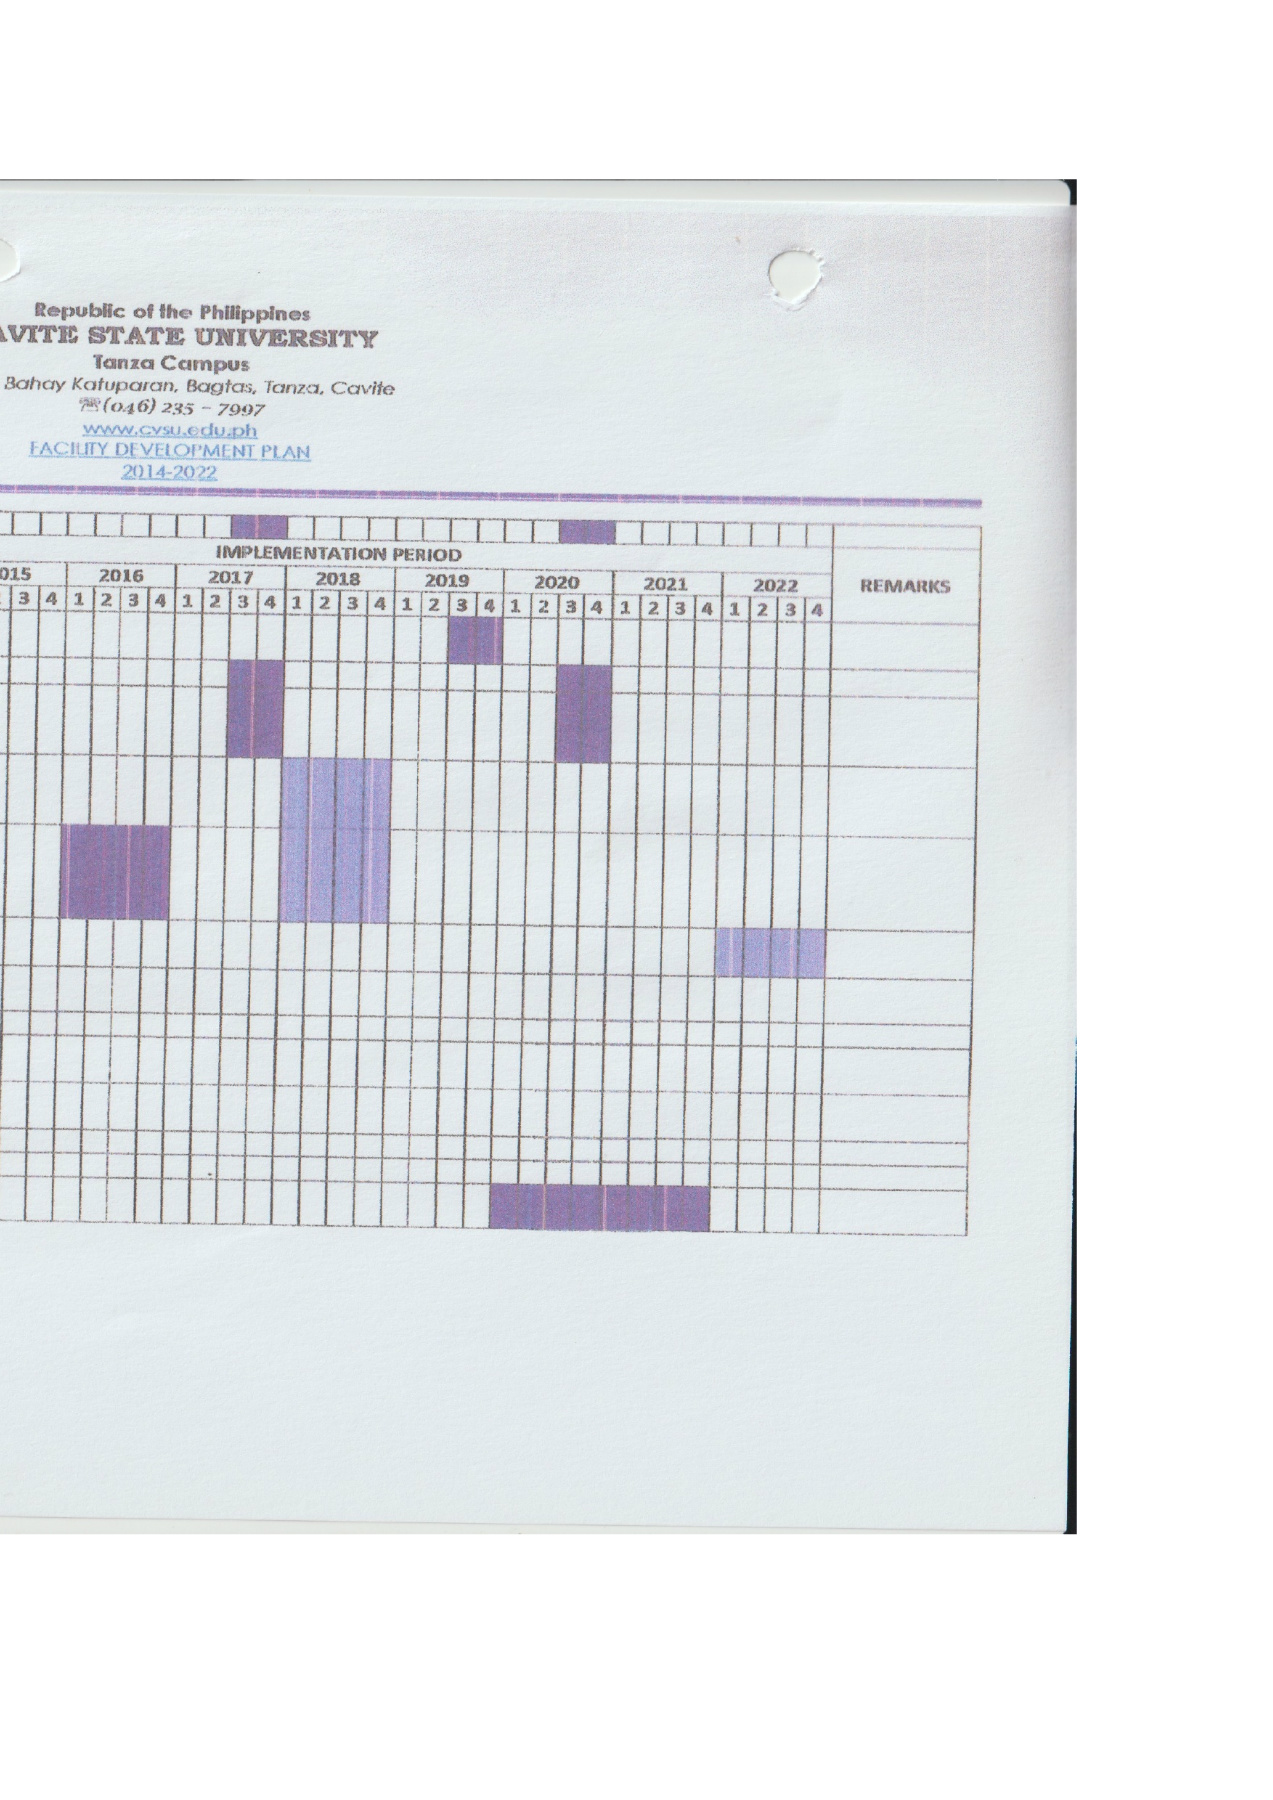 Republic of the Philippines
AVITE STATE UNIVERSITY
Tanza Campus
Bahay Katuparan, Bagtas, Tanza, Cavite
☏(046) 235 – 7997
www.cvsu.edu.ph
FACILITY DEVELOPMENT PLAN
2014-2022
IMPLEMENTATION PERIOD
015 2016 2017 2018 2019 2020 2021 2022 REMARKS
3 4 1 2 3 4 1 2 3 4 1 2 3 4 1 2 3 4 1 2 3 4 1 2 3 4 1 2 3 4